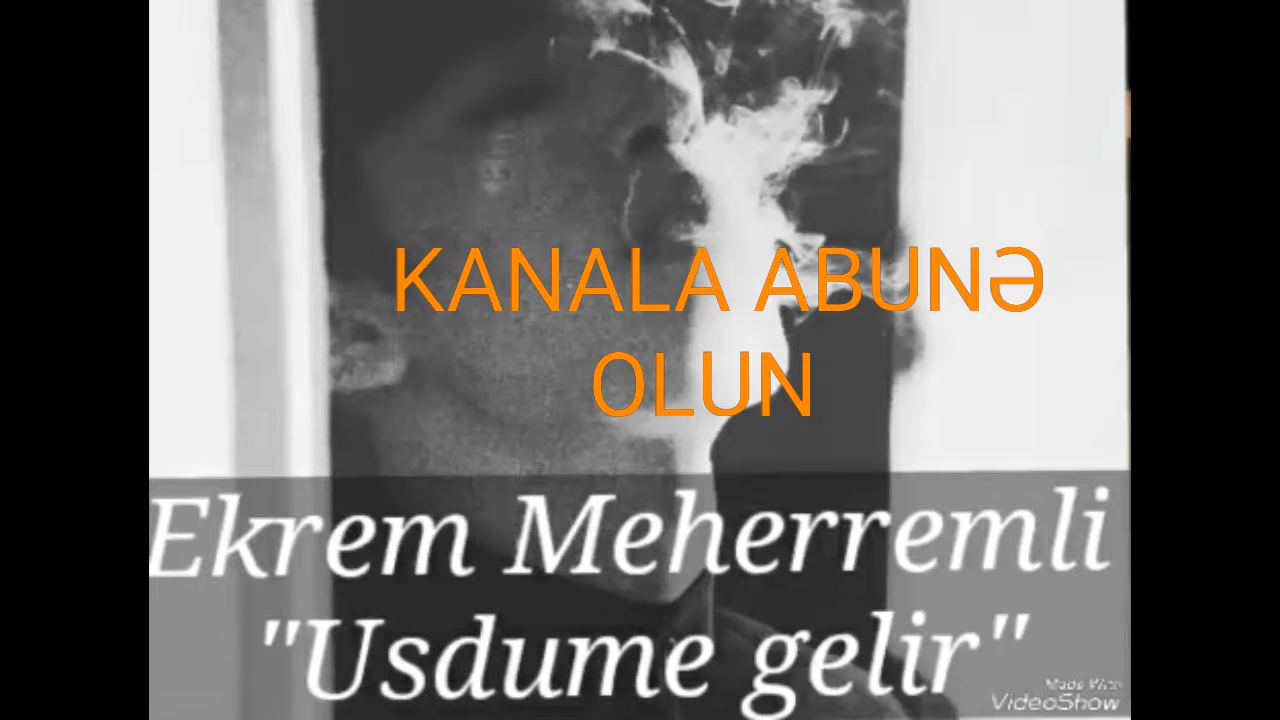 KANALA ABUNƏ
OLUN
Ekrem Meherremli
"Usdume gelir"
Made With
VideoShow